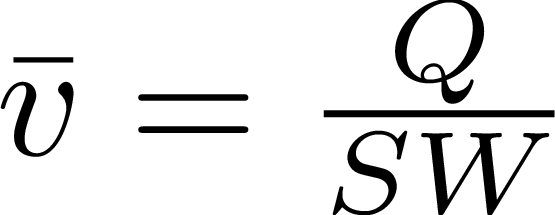 v̅ = Q / SW